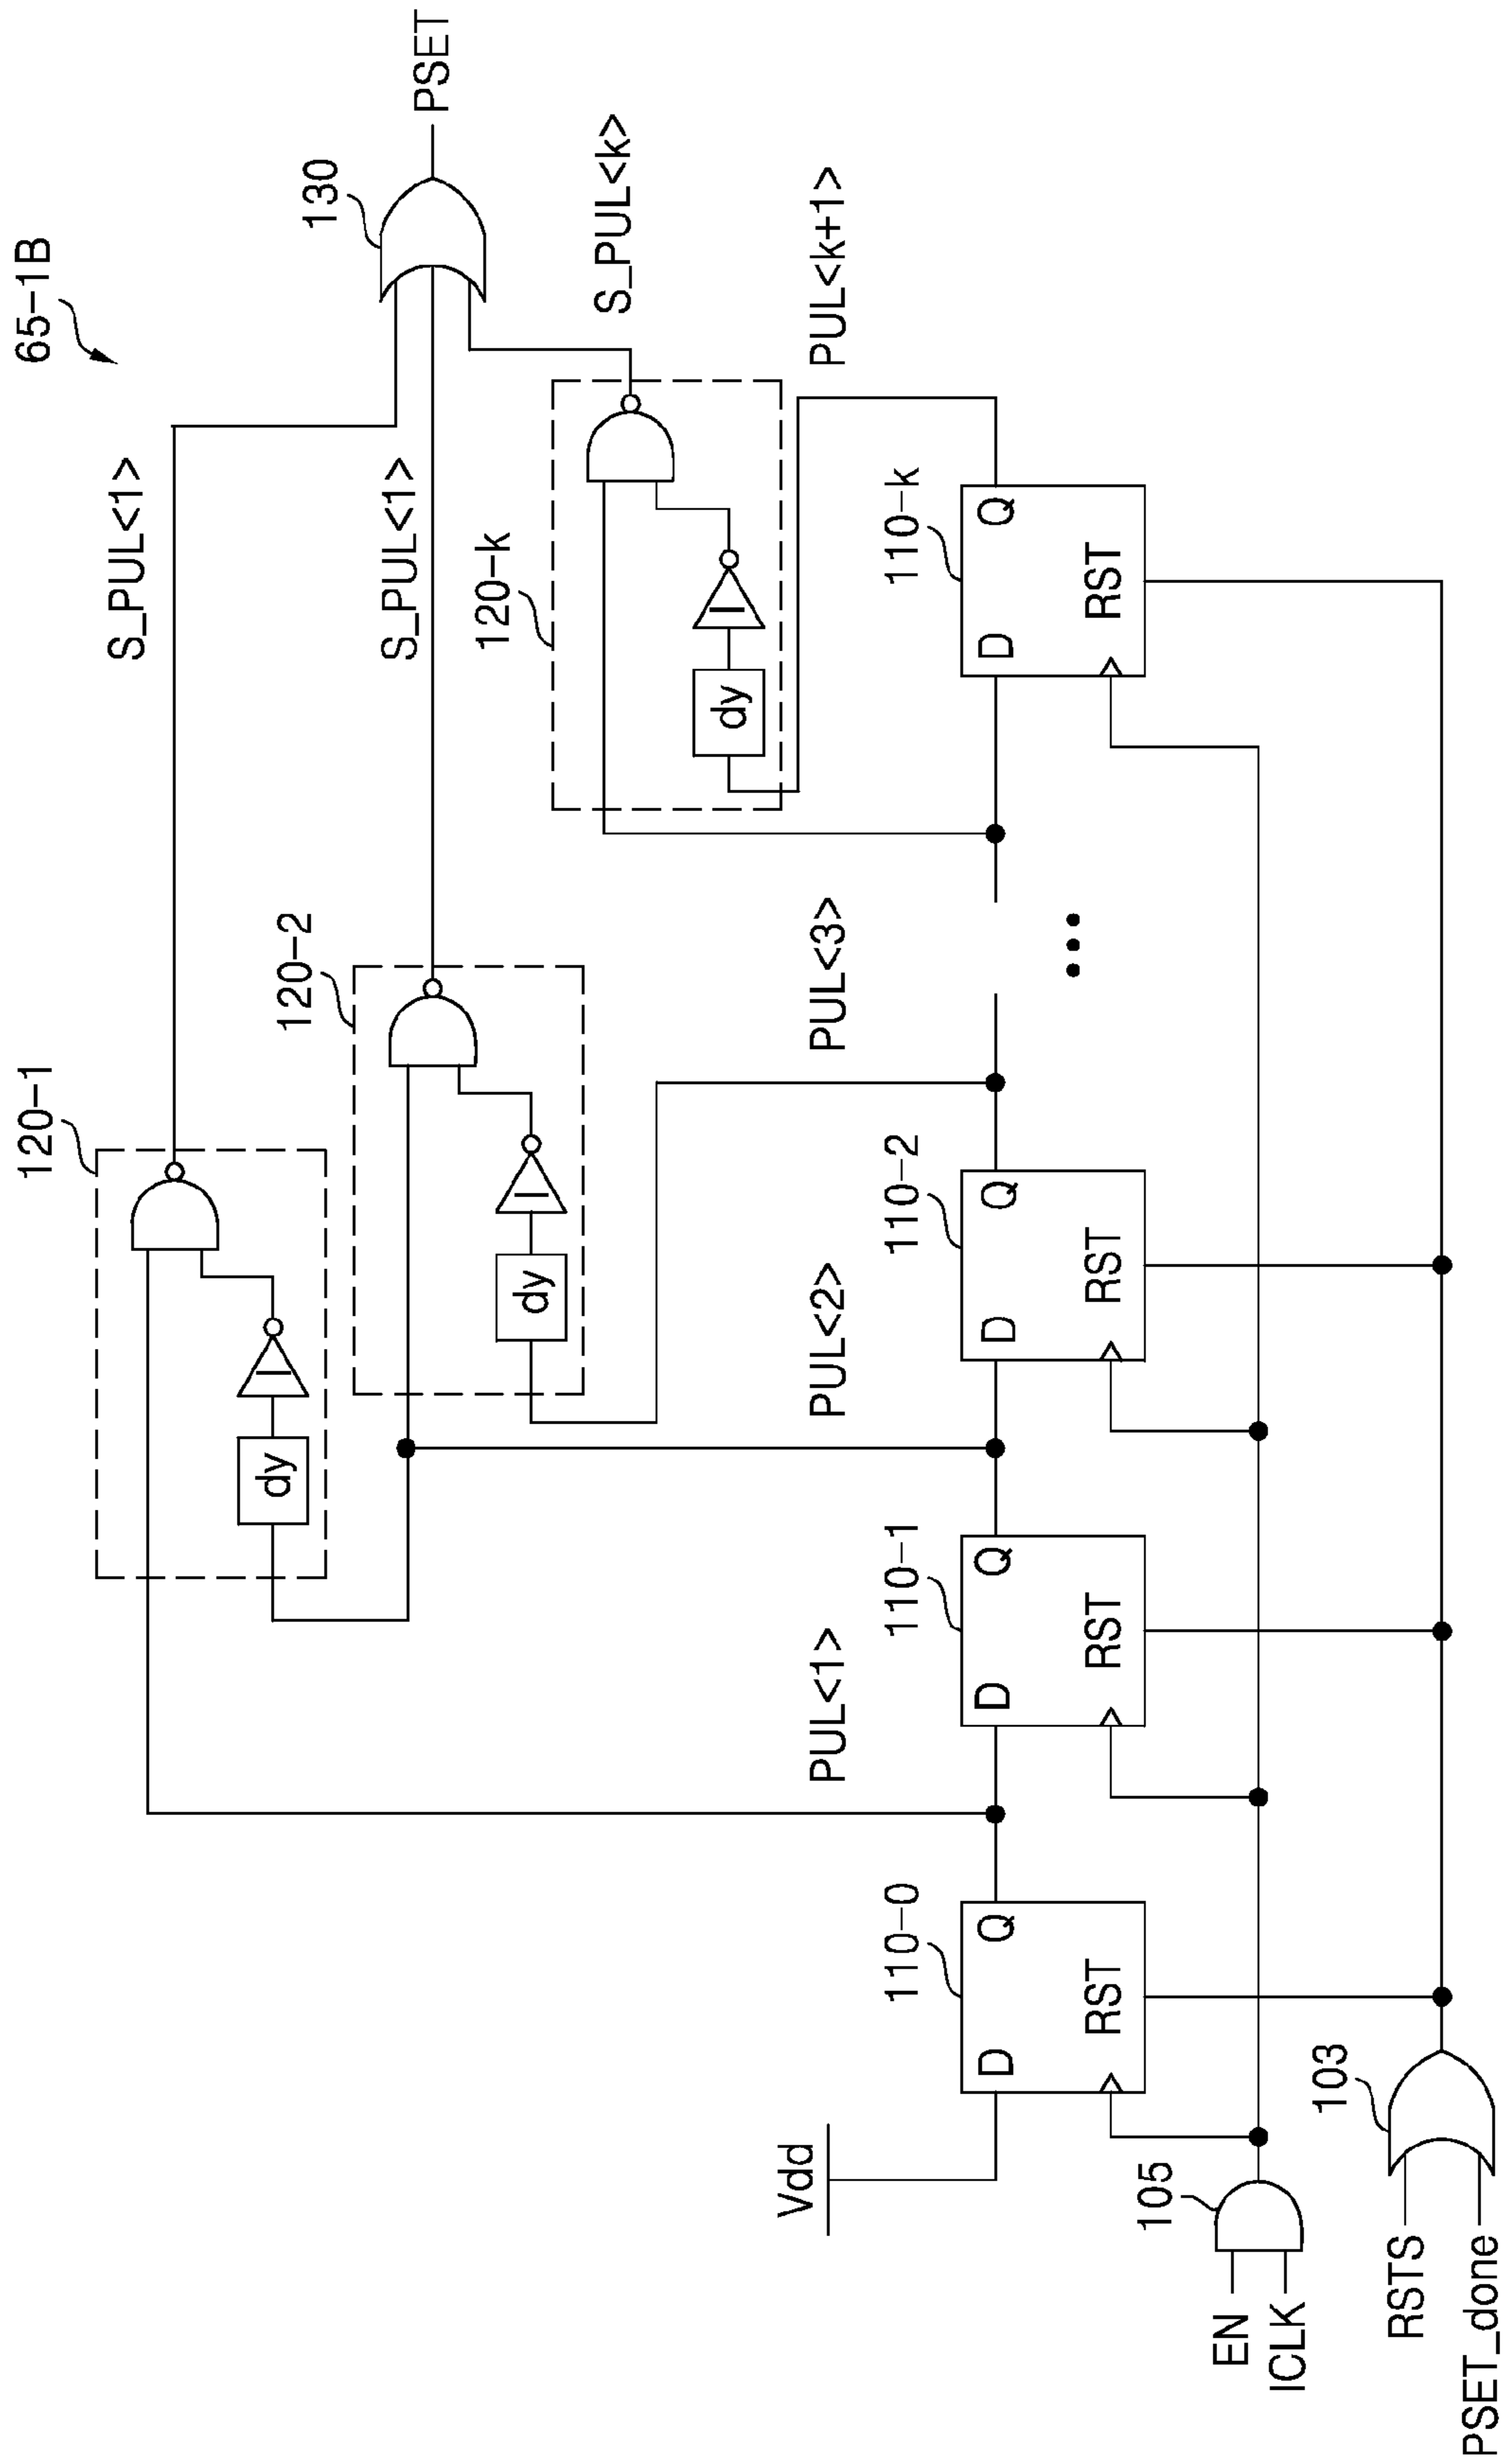 65-1B
120-1
S_PUL<1>
120-2
S_PUL<1>
130
PSET
120-k
S_PUL<k>
dy
dy
dy
PUL<1>
PUL<2>
PUL<3>
PUL<k+1>
Vdd
110-0
110-1
110-2
110-k
D
Q
RST
D
Q
RST
D
Q
RST
D
Q
RST
105
EN
ICLK
103
RSTS
PSET_done